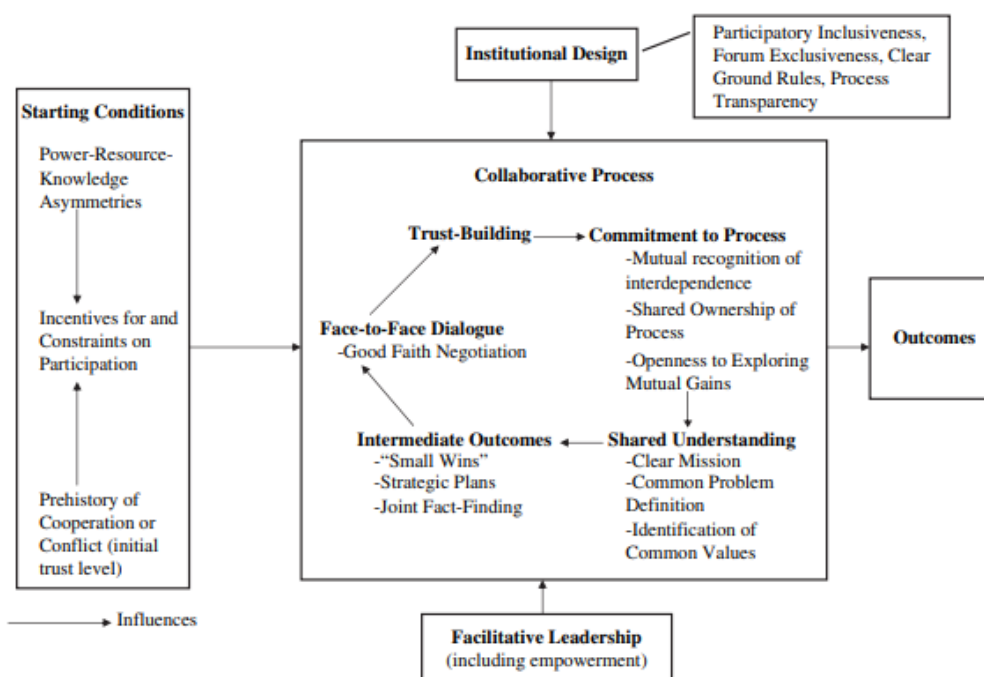 Institutional Design
Participatory Inclusiveness,
Forum Exclusiveness, Clear
Ground Rules, Process
Transparency
Starting Conditions
Power-Resource-
Knowledge
Asymmetries
Incentives for and
Constraints on
Participation
Prehistory of
Cooperation or
Conflict (initial
trust level)
Influences
Collaborative Process
Trust-Building
Commitment to Process
-Mutual recognition of
interdependence
-Shared Ownership of
Process
-Openness to Exploring
Mutual Gains
Face-to-Face Dialogue
-Good Faith Negotiation
Intermediate Outcomes
-“Small Wins”
-Strategic Plans
-Joint Fact-Finding
Shared Understanding
-Clear Mission
-Common Problem
Definition
-Identification of
Common Values
Outcomes
Facilitative Leadership
(including empowerment)